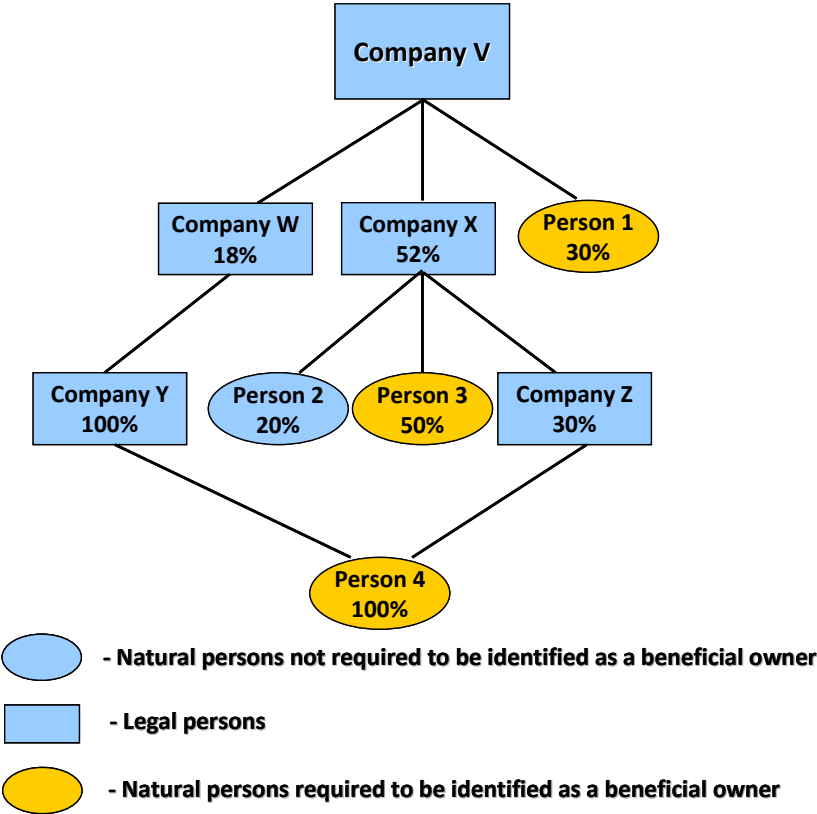 Company V
Company W
18%
Company X
52%
Person 1
30%
Company Y
100%
Person 2
20%
Person 3
50%
Company Z
30%
Person 4
100%
- Natural persons not required to be identified as a beneficial owner
- Legal persons
- Natural persons required to be identified as a beneficial owner